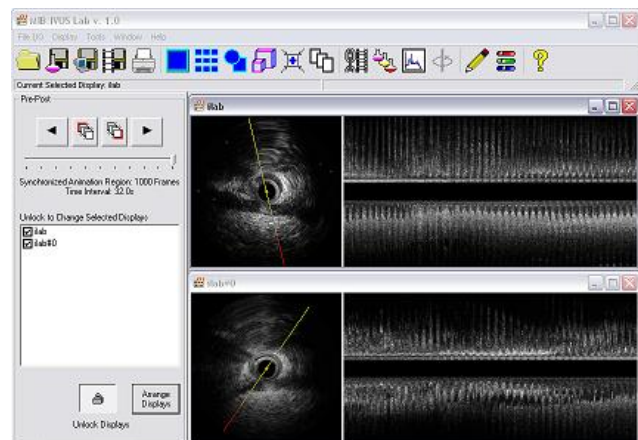 MIB:IVUS Lab v. 1.0
File I/O Display Tools Window Help
Current Selected Display: ilab
Pre-Post
Synchronized Animation Region: 1000 Frames
Time Interval: 32.0s
Unlock to Change Selected Displays
ilab
ilab#0
Arrange
Displays
Unlock Displays
ilab
ilab#0